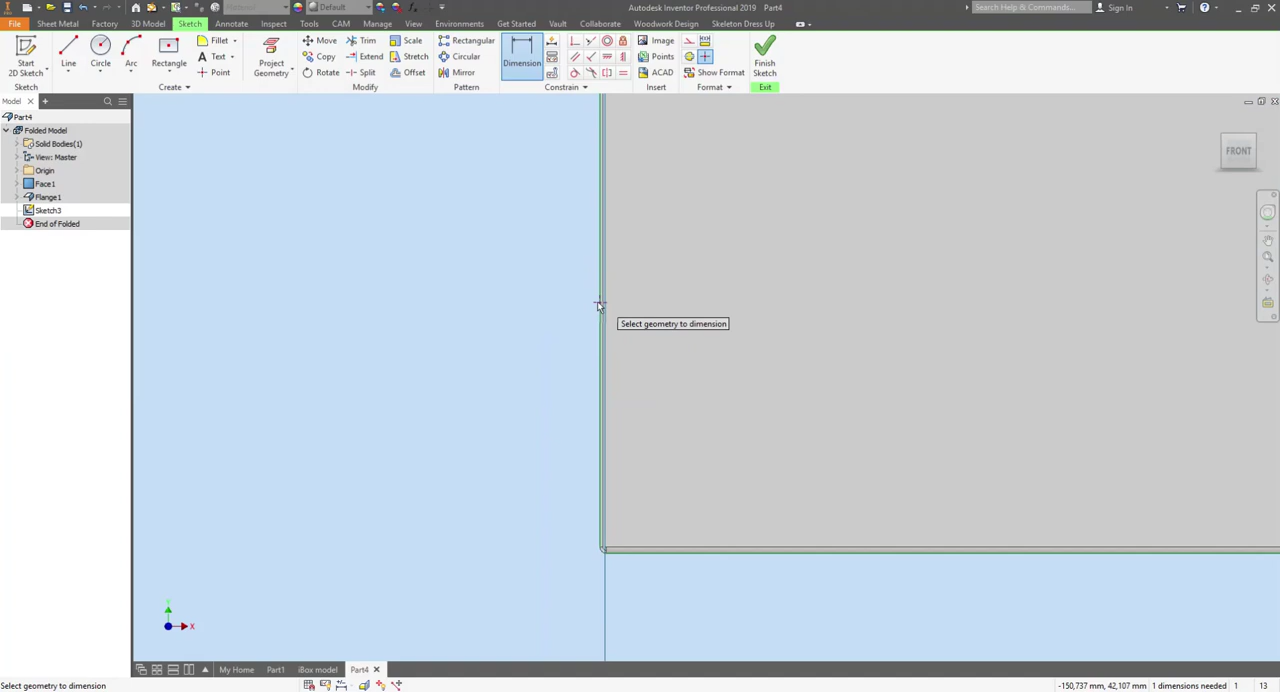 Default
Autodesk Inventor Professional 2019 Part4
Search Help & Commands...
Sign In
File Sheet Metal Factory 3D Model Sketch Annotate Inspect Tools CAM Manage View Environments Get Started Vault Collaborate Woodwork Design Skeleton Dress Up
Start
2D Sketch
Line
Circle
Arc
Rectangle
Fillet
Text
Point
Project
Geometry
Move
Copy
Rotate
Trim
Extend
Split
Scale
Stretch
Offset
Rectangular
Circular
Mirror
Dimension
Image
Points
ACAD
Show Format
Finish
Sketch
Sketch Create Modify Pattern Constrain Insert Format Exit
Model
Part4
Folded Model
Solid Bodies(1)
View: Master
Origin
Face1
Flange1
Sketch3
End of Folded
FRONT
Select geometry to dimension
Y
X
My Home Part1 iBox model Part4
Select geometry to dimension
-150,737 mm, 42,107 mm 1 dimensions needed 1 13